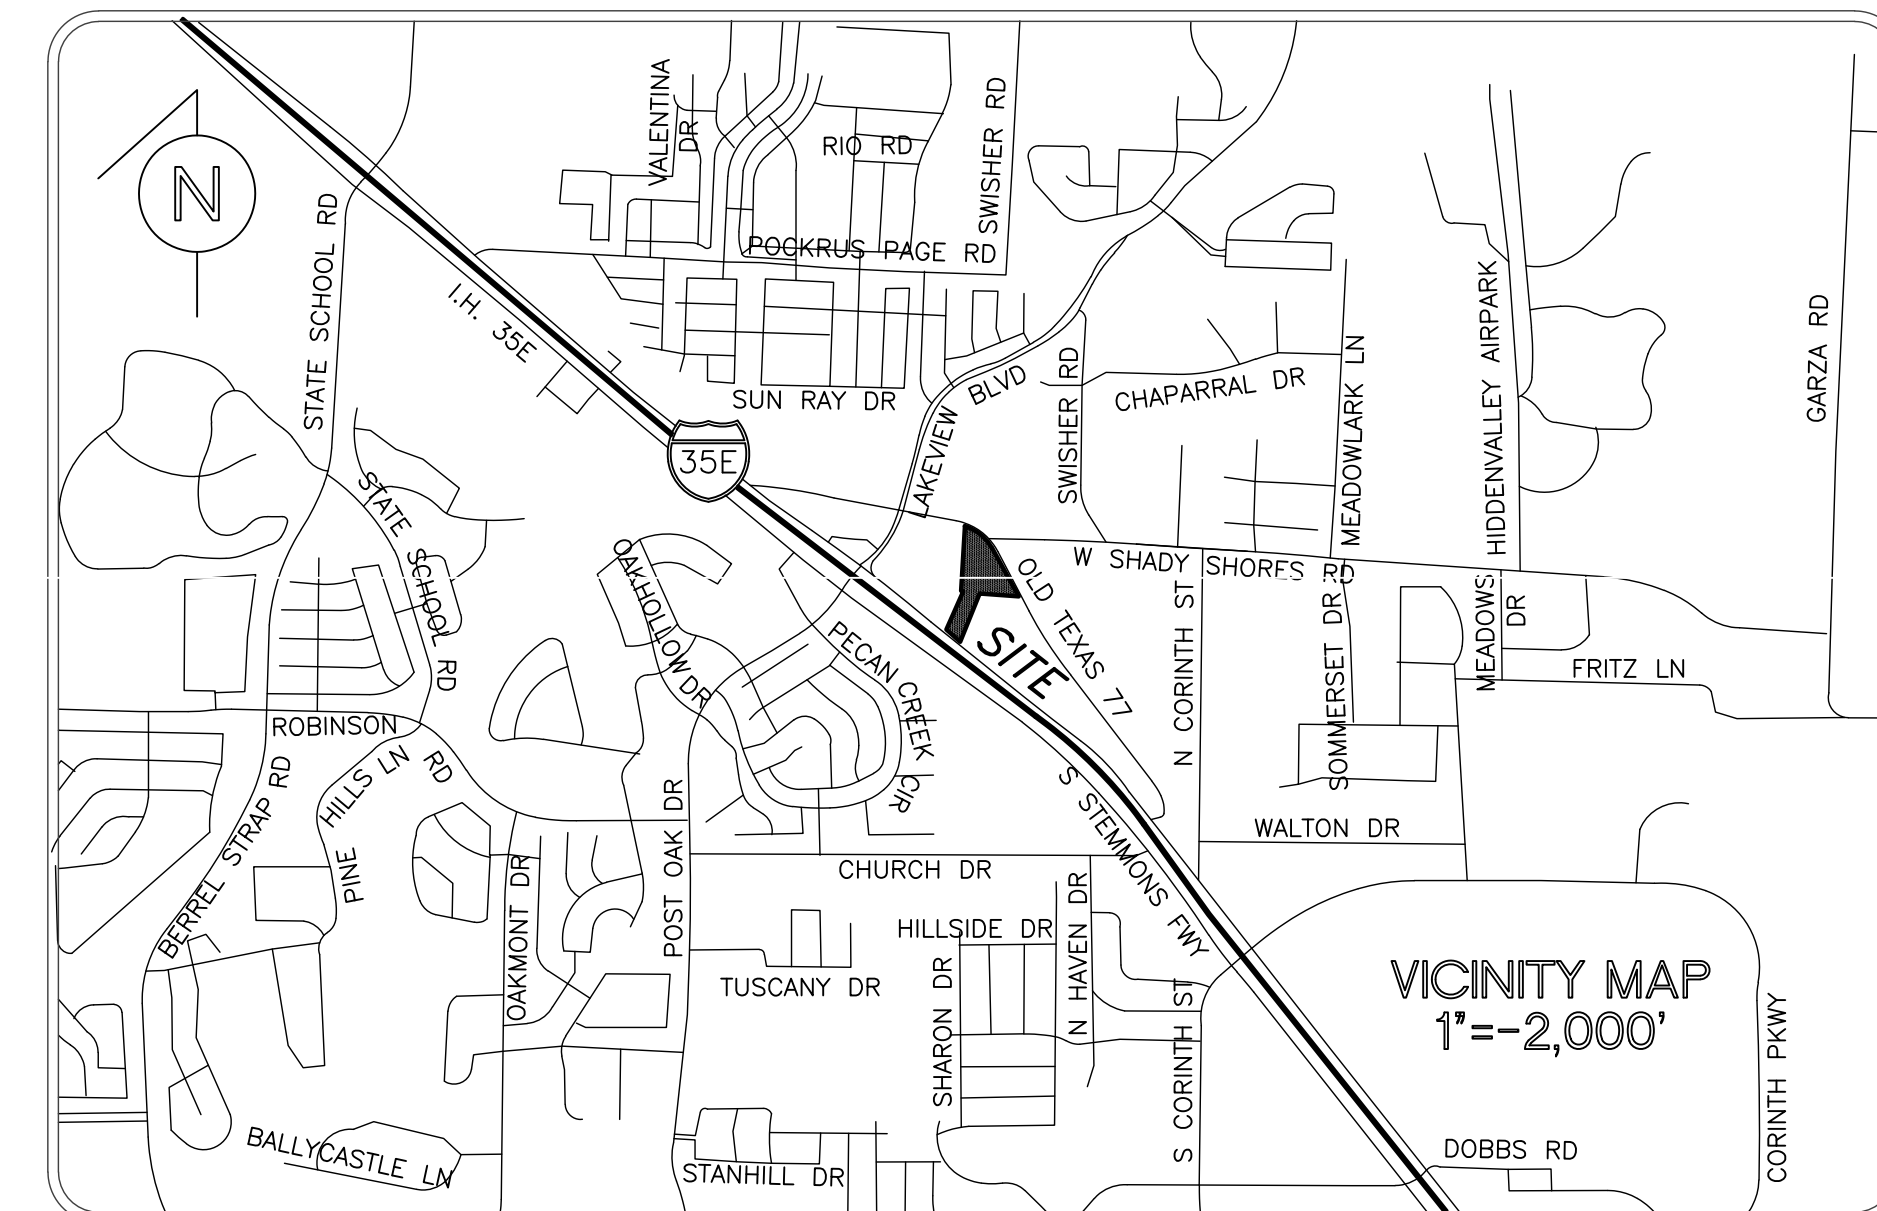 VALENTINA
DR
RIO RD
SWISHER RD
N
STATE SCHOOL RD
POCKRUS PAGE RD
I.H. 35E
HIDDENVALLEY AIRPARK
GARZA RD
SUN RAY DR
LAKEVIEW BLVD
SWISHER RD
CHAPARRAL DR
MEADOWLARK LN
35E
STATE SCHOOL RD
OAKHOLLOW DR
W SHADY SHORES RD
OLD TEXAS 77
N CORINTH ST
SOMMERSET DR
MEADOWS
DR
FRITZ LN
PECAN CREEK CIR
SITE
ROBINSON RD
BERREL STRAP RD
PINE HILLS LN
POST OAK DR
S STEMMONS FWY
WALTON DR
CHURCH DR
OAKMONT DR
HILLSIDE DR
N HAVEN DR
TUSCANY DR
SHARON DR
S CORINTH ST
VICINITY MAP
1"=-2,000'
CORINTH PKWY
BALLYCASTLE LN
STANHILL DR
DOBBS RD